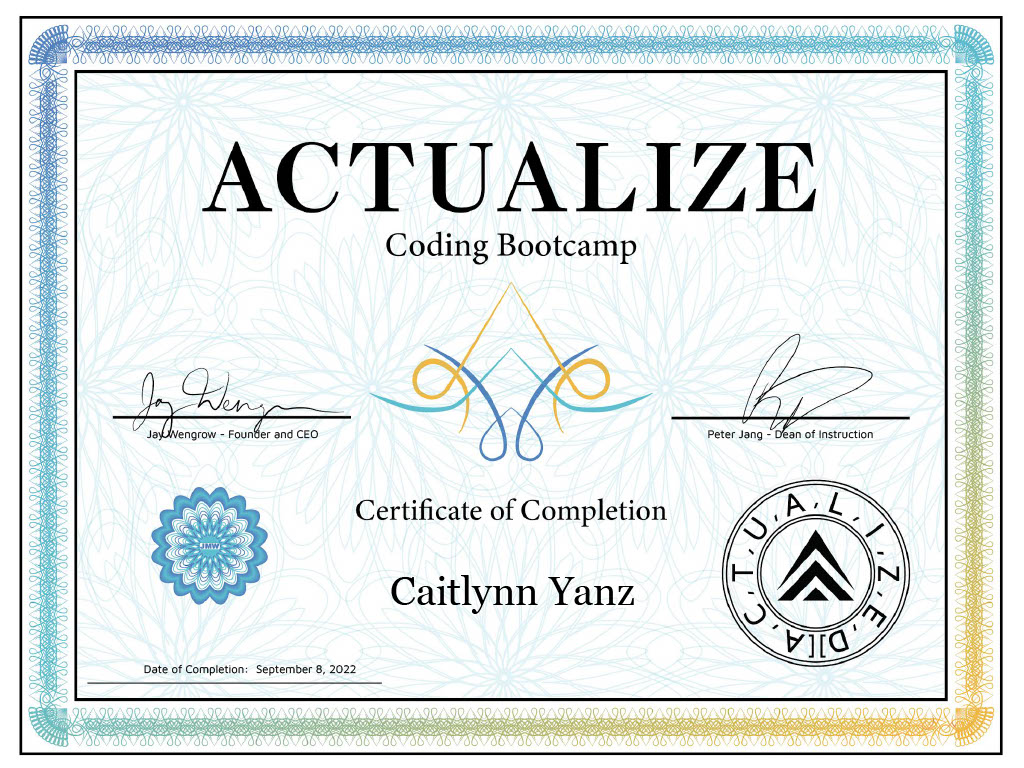 ACTUALIZE
Coding Bootcamp
Jay Wengrow
Jay Wengrow - Founder and CEO
Peter Jang - Dean of Instruction
Certificate of Completion
JMW
A,C,T,U,A,L,I,Z,E,D][
Caitlynn Yanz
Date of Completion: September 8, 2022